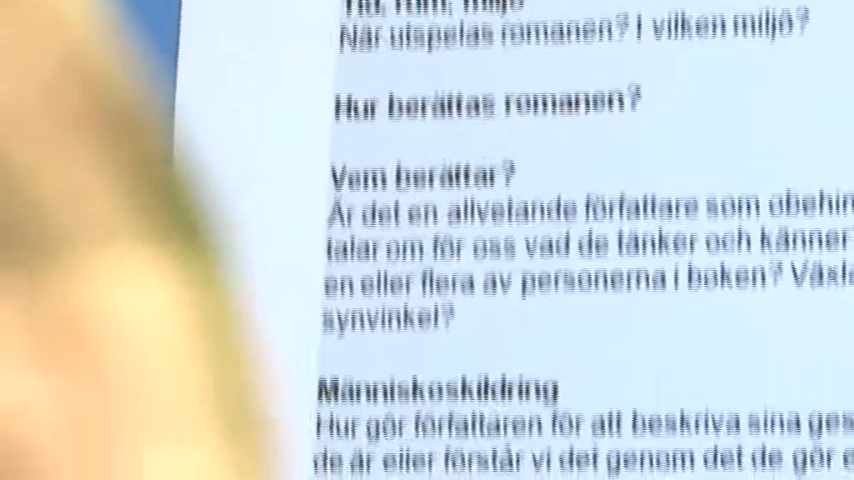 Tid, rum, miljö
När utspelas romanen? I vilken miljö?
Hur berättas romanen?
Vem berättar?
Är det en allvetande författare som obehin
talar om för oss vad de tänker och känner
en eller flera av personerna i boken? Växla
synvinkel?
Människoskildring
Hur gör författaren för att beskriva sina ges
de är eller förstår vi det genom det de gör e